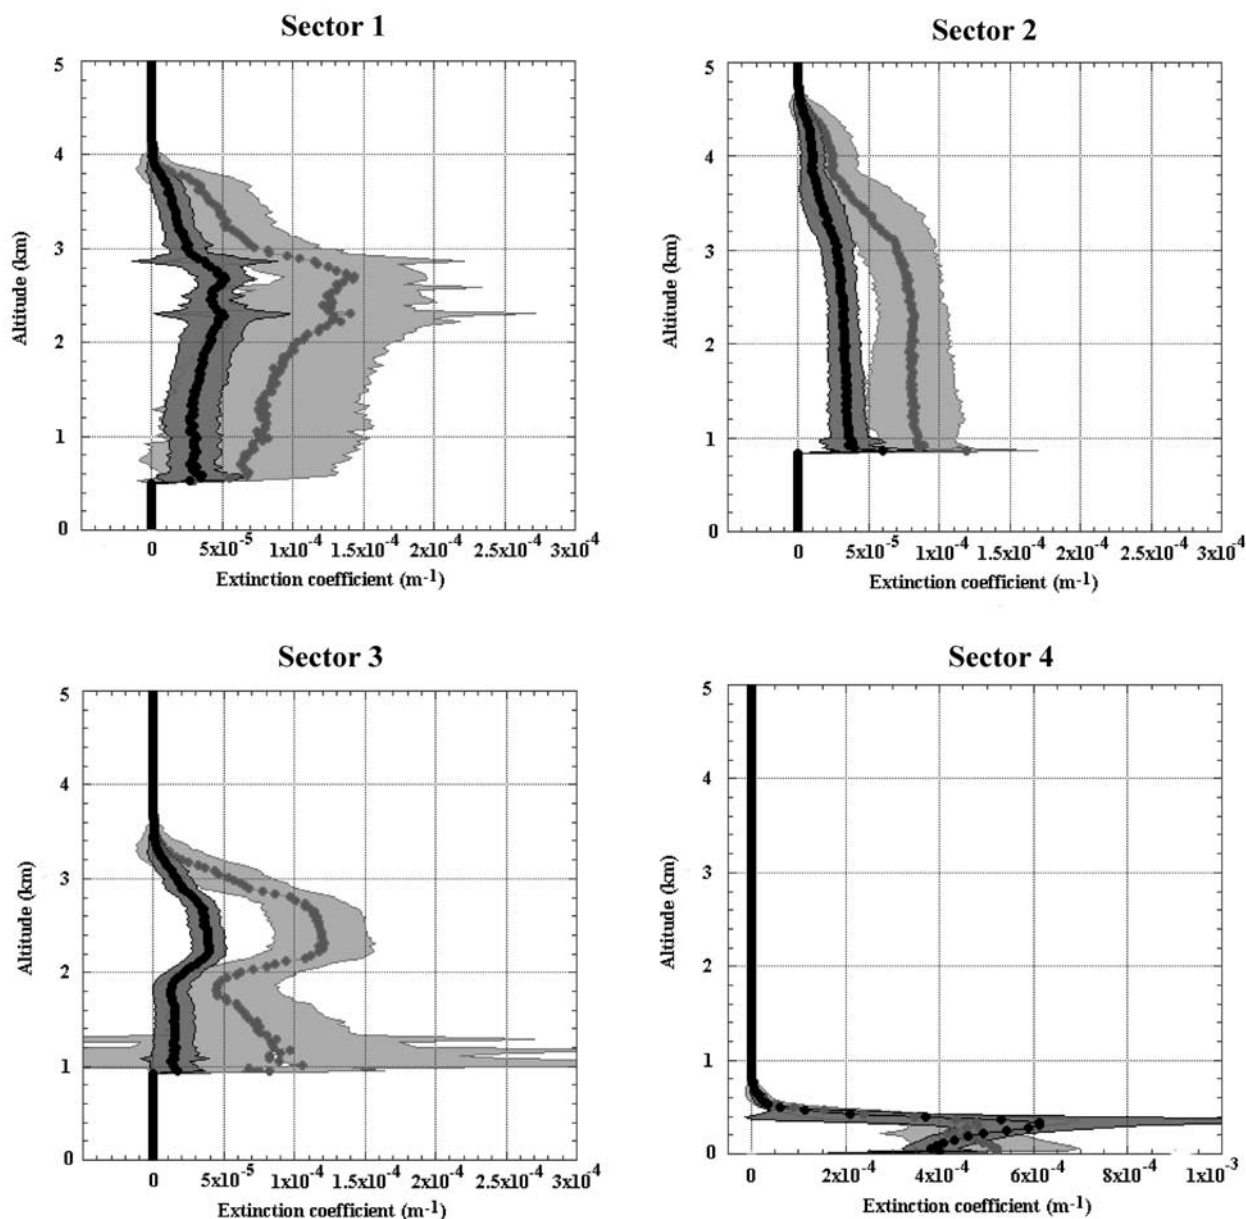 Sector 1
5
4
3
2
1
0
Altitude (km)
0 5x10-5 1x10-4 1.5x10-4 2x10-4 2.5x10-4 3x10-4
Extinction coefficient (m-1)
Sector 2
5
4
3
2
1
0
Altitude (km)
0 5x10-5 1x10-4 1.5x10-4 2x10-4 2.5x10-4 3x10-4
Extinction coefficient (m-1)
Sector 3
5
4
3
2
1
0
Altitude (km)
0 5x10-5 1x10-4 1.5x10-4 2x10-4 2.5x10-4 3x10-4
Extinction coefficient (m-1)
Sector 4
5
4
3
2
1
0
Altitude (km)
0 2x10-4 4x10-4 6x10-4 8x10-4 1x10-3
Extinction coefficient (m-1)